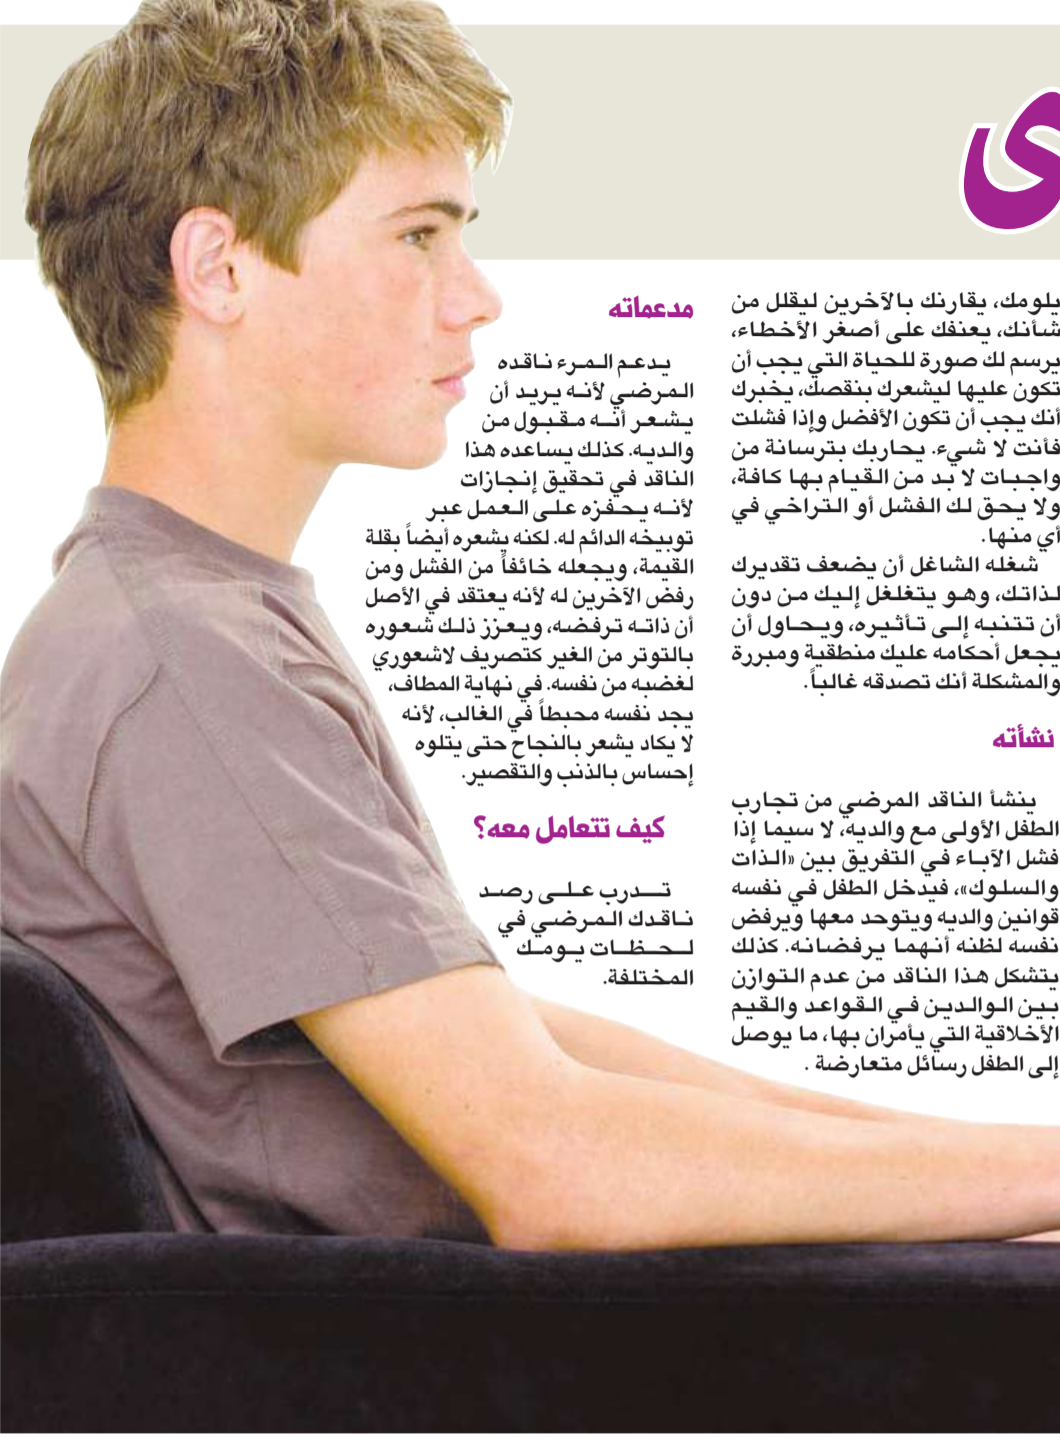 ى
يلومك، يقارنك بالآخرين ليقلل من
شأنك، يعنفك على أصغر الأخطاء،
يرسم لك صورة للحياة التي يجب أن
تكون عليها ليشعرك بنقصك، يخبرك
أنك يجب أن تكون الأفضل وإذا فشلت
فأنت لا شيء. يحاربك بترسانة من
واجبات لا بد من القيام بها كافة،
ولا يحق لك الفشل أو التراخي في
أي منها.
شغله الشاغل أن يضعف تقديرك
لذاتك، وهو يتغلغل إليك من دون
أن تتنبه إلى تأثيره، ويحاول أن
يجعل أحكامه عليك منطقية ومبررة
والمشكلة أنك تصدقه غالباً.
نشأته
ينشأ الناقد المرضي من تجارب
الطفل الأولى مع والديه، لا سيما إذا
فشل الآباء في التفريق بين «الذات
والسلوك»، فيدخل الطفل في نفسه
قوانين والديه ويتوحد معها ويرفض
نفسه لظنه أنهما يرفضانه. كذلك
يتشكل هذا الناقد من عدم التوازن
بين الوالدين في القواعد والقيم
الأخلاقية التي يأمران بها، ما يوصل
إلى الطفل رسائل متعارضة .
مدعماته
يدعم المرء ناقده
المرضي لأنه يريد أن
يشعر أنه مقبول من
والديه. كذلك يساعده هذا
الناقد في تحقيق إنجازات
لأنه يحفزه على العمل عبر
توبيخه الدائم له. لكنه يشعره أيضاً بقلة
القيمة، ويجعله خائفاً من الفشل ومن
رفض الآخرين له لأنه يعتقد في الأصل
أن ذاته ترفضه، ويعزز ذلك شعوره
بالتوتر من الغير كتصريف لاشعوري
لغضبه من نفسه. في نهاية المطاف،
يجد نفسه محبطاً في الغالب، لأنه
لا يكاد يشعر بالنجاح حتى يتلوه
إحساس بالذنب والتقصير.
كيف تتعامل معه؟
تدرب على رصد
ناقدك المرضي في
لحظات يومك
المختلفة.